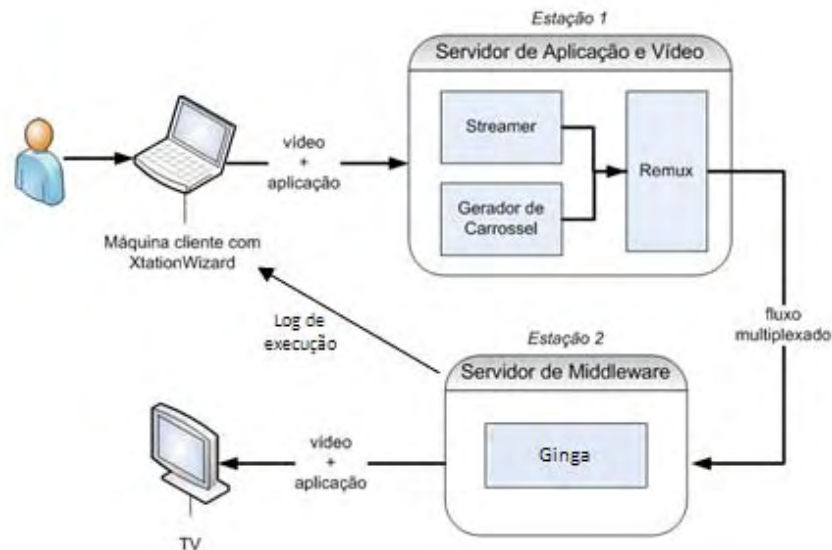 Estação 1
Servidor de Aplicação e Vídeo
Streamer
Gerador de
Carrossel
Remux
vídeo
+
aplicação
Máquina cliente com
XtationWizard
Log de
execução
fluxo
multiplexado
Estação 2
Servidor de Middleware
Ginga
vídeo
+
aplicação
TV